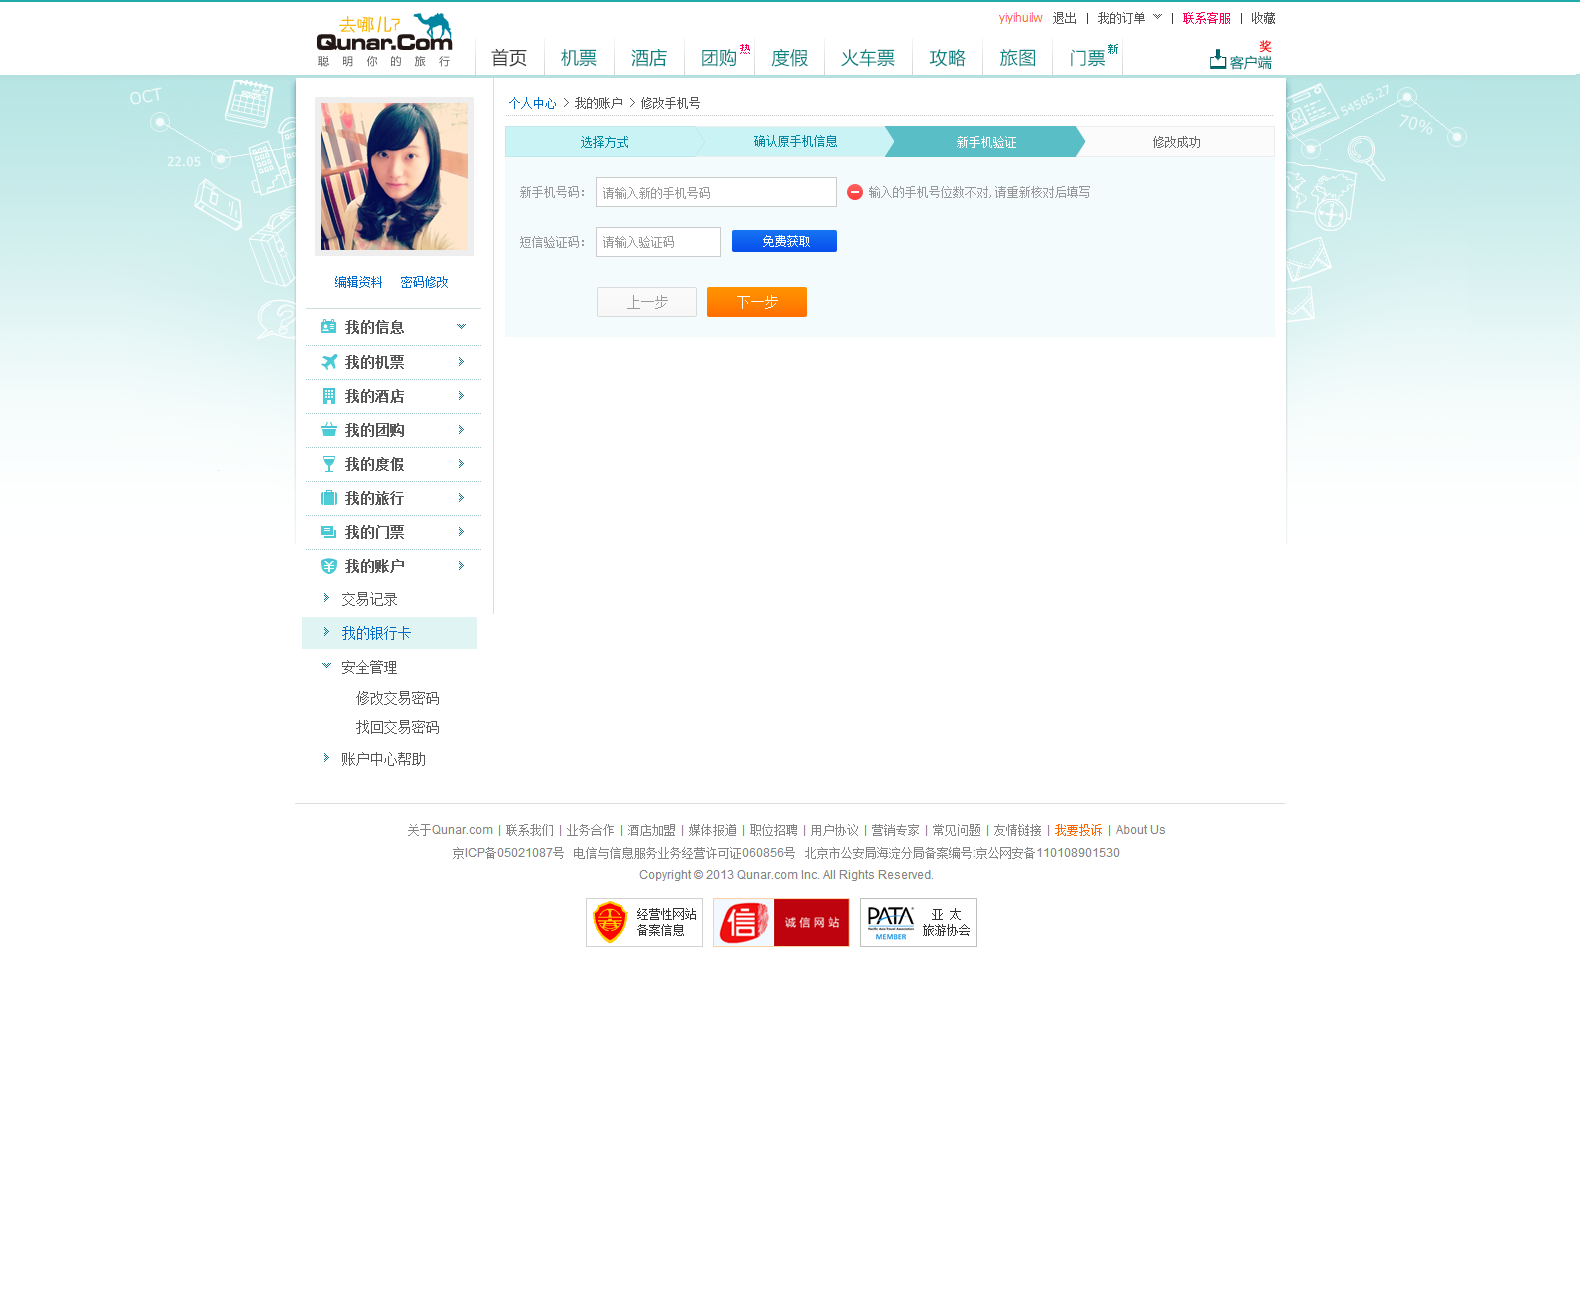 yiyihuilw 退出 | 我的订单 | 联系客服 | 收藏
去哪儿?
Qunar.Com
聪明你的旅行
首页 机票 酒店 团购 热 度假 火车票 攻略 旅图 门票 新
奖
客户端
OCT
22.05
54565.27
70%
编辑资料 密码修改
我的信息
我的机票
我的酒店
我的团购
我的度假
我的旅行
我的门票
我的账户
交易记录
我的银行卡
安全管理
修改交易密码
找回交易密码
账户中心帮助
个人中心 > 我的账户 > 修改手机号
选择方式 确认原手机信息 新手机验证 修改成功
新手机号码： 请输入新的手机号码 输入的手机号位数不对, 请重新核对后填写
短信验证码： 请输入验证码 免费获取
上一步 下一步
关于Qunar.com | 联系我们 | 业务合作 | 酒店加盟 | 媒体报道 | 职位招聘 | 用户协议 | 营销专家 | 常见问题 | 友情链接 | 我要投诉 | About Us
京ICP备05021087号 电信与信息服务业务经营许可证060856号 北京市公安局海淀分局备案编号:京公网安备110108901530
Copyright © 2013 Qunar.com Inc. All Rights Reserved.
经营性网站
备案信息
信 诚信网站
PATA
MEMBER
亚 太
旅游协会